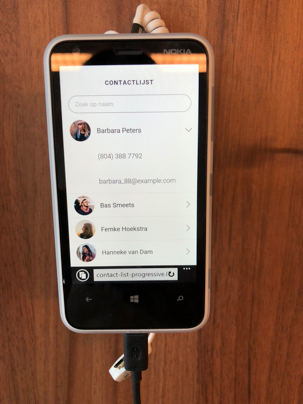 NOKIA
CONTACTLIJST
Zoek op naam
Barbara Peters
(804) 388 7792
barbara_88@example.com
Bas Smeets
Femke Hoekstra
Hanneke van Dam
contact-list-progressive.l